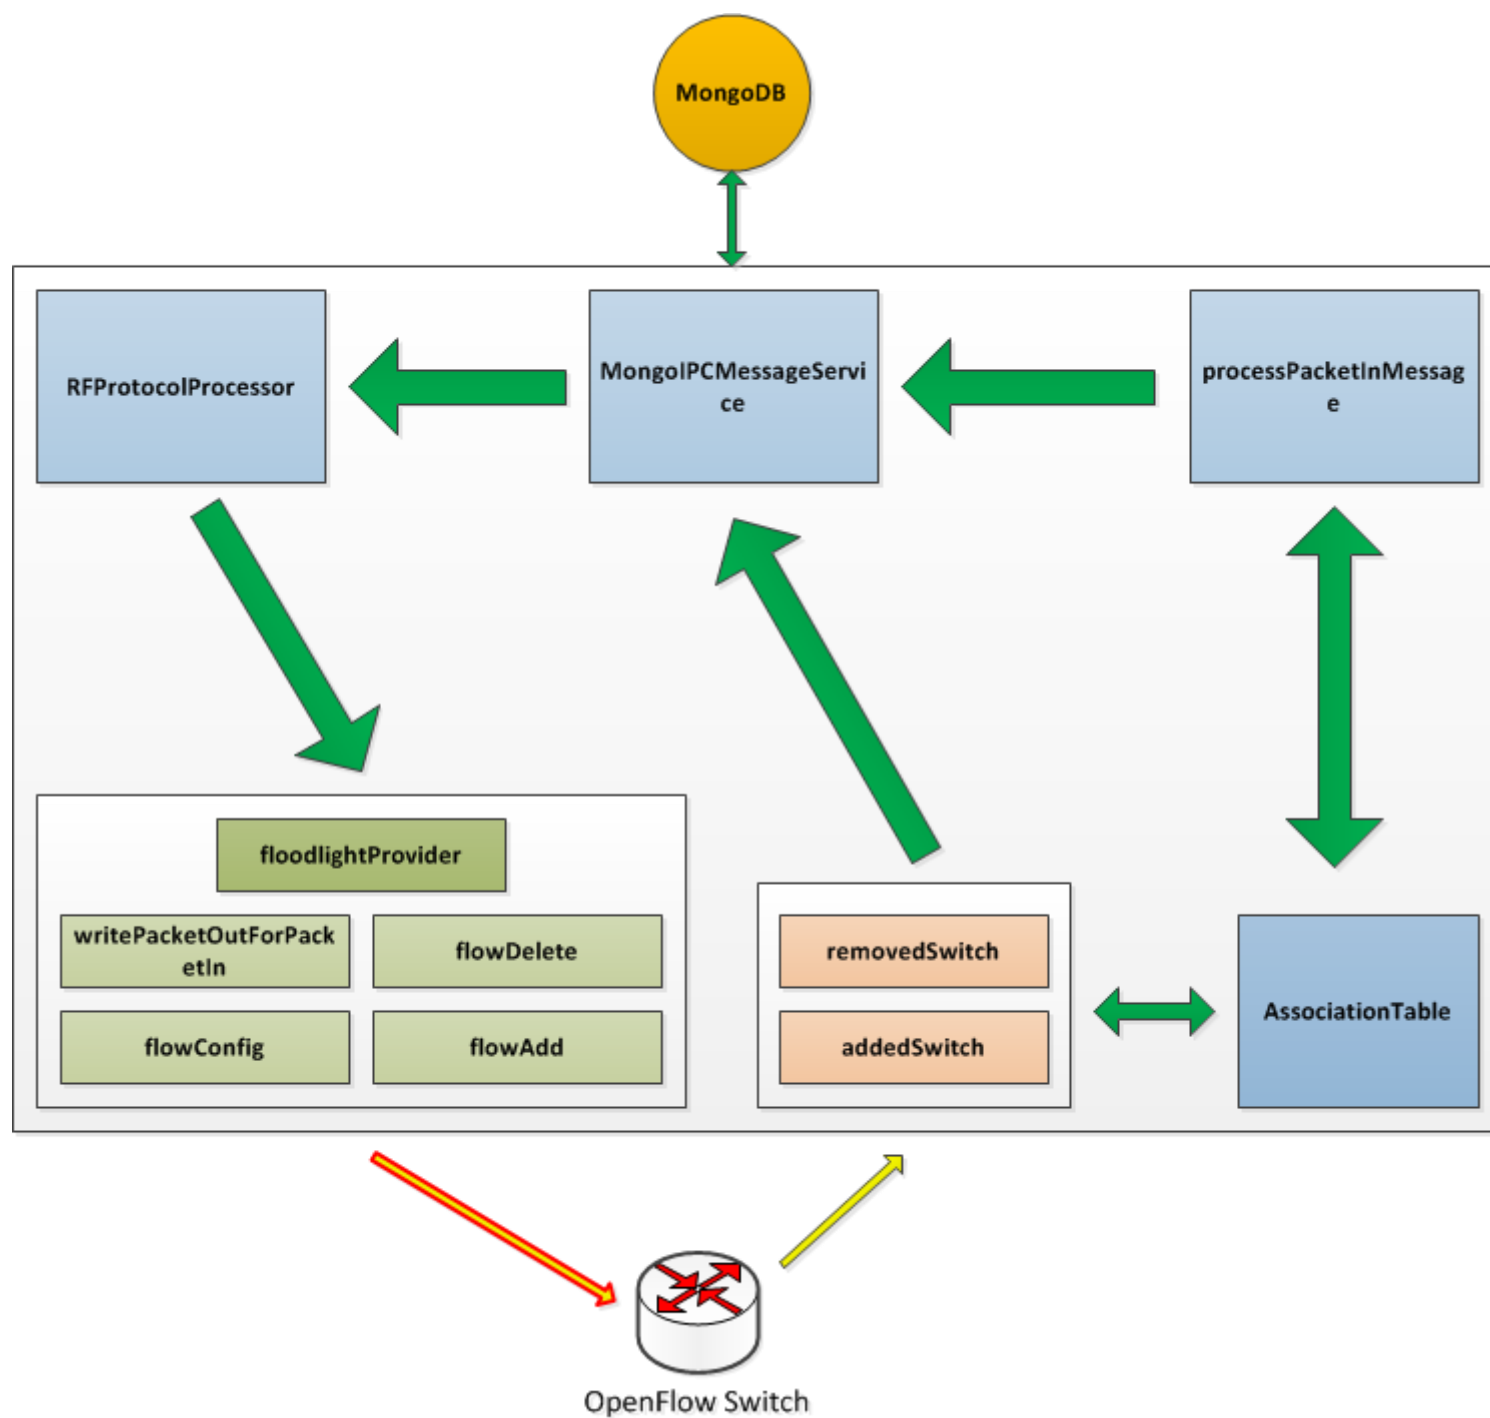 MongoDB
RFProtocolProcessor
MongoIPCMessageServi
ce
processPacketInMessag
e
floodlightProvider
writePacketOutForPack
etIn
flowDelete
flowConfig
flowAdd
removedSwitch
addedSwitch
AssociationTable
OpenFlow Switch